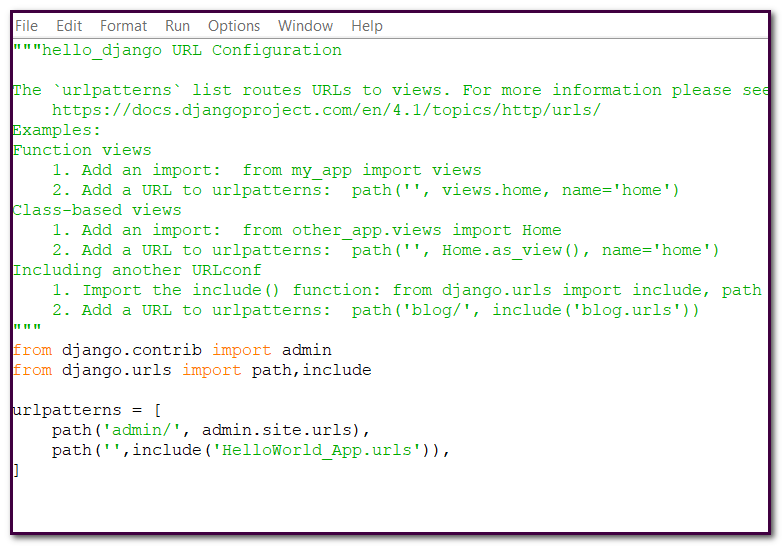 File Edit Format Run Options Window Help
"""hello_django URL Configuration
The `urlpatterns` list routes URLs to views. For more information please see
    https://docs.djangoproject.com/en/4.1/topics/http/urls/
Examples:
Function views
    1. Add an import:  from my_app import views
    2. Add a URL to urlpatterns:  path('', views.home, name='home')
Class-based views
    1. Add an import:  from other_app.views import Home
    2. Add a URL to urlpatterns:  path('', Home.as_view(), name='home')
Including another URLconf
    1. Import the include() function: from django.urls import include, path
    2. Add a URL to urlpatterns:  path('blog/', include('blog.urls'))
"""
from django.contrib import admin
from django.urls import path,include
urlpatterns = [
    path('admin/', admin.site.urls),
    path('',include('HelloWorld_App.urls')),
]